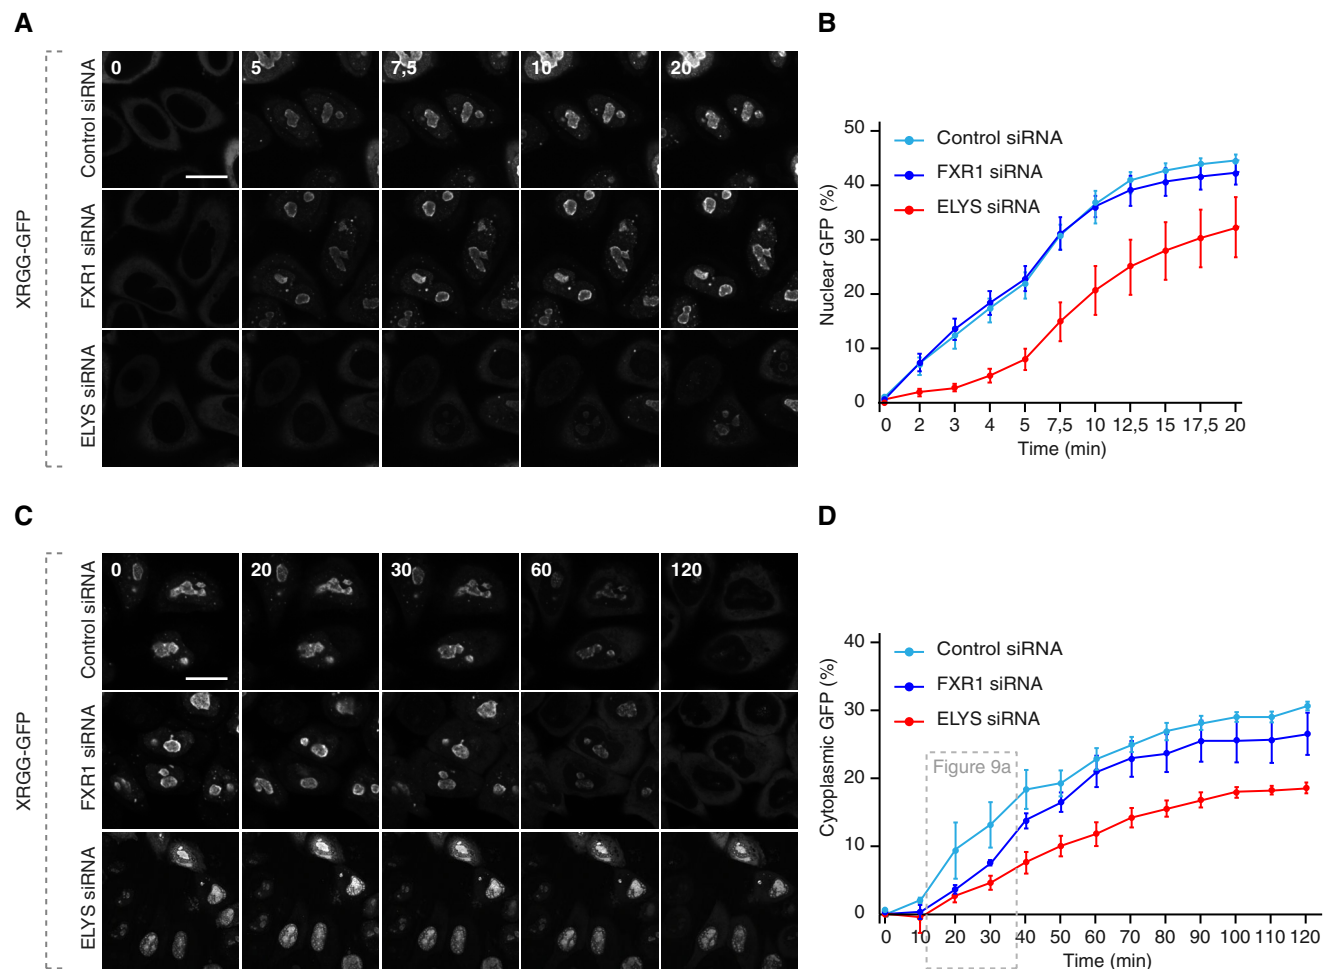 A
B
XRGG-GFP
Control siRNA
FXR1 siRNA
ELYS siRNA
0
5
7,5
10
20
Nuclear GFP (%)
50
40
30
20
10
0
Control siRNA
FXR1 siRNA
ELYS siRNA
0 2 3 4 5 7,5 10 12,5 15 17,5 20
Time (min)
C
D
XRGG-GFP
Control siRNA
FXR1 siRNA
ELYS siRNA
0
20
30
60
120
Cytoplasmic GFP (%)
40
30
20
10
0
Control siRNA
FXR1 siRNA
ELYS siRNA
Figure 9a
0 10 20 30 40 50 60 70 80 90 100 110 120
Time (min)